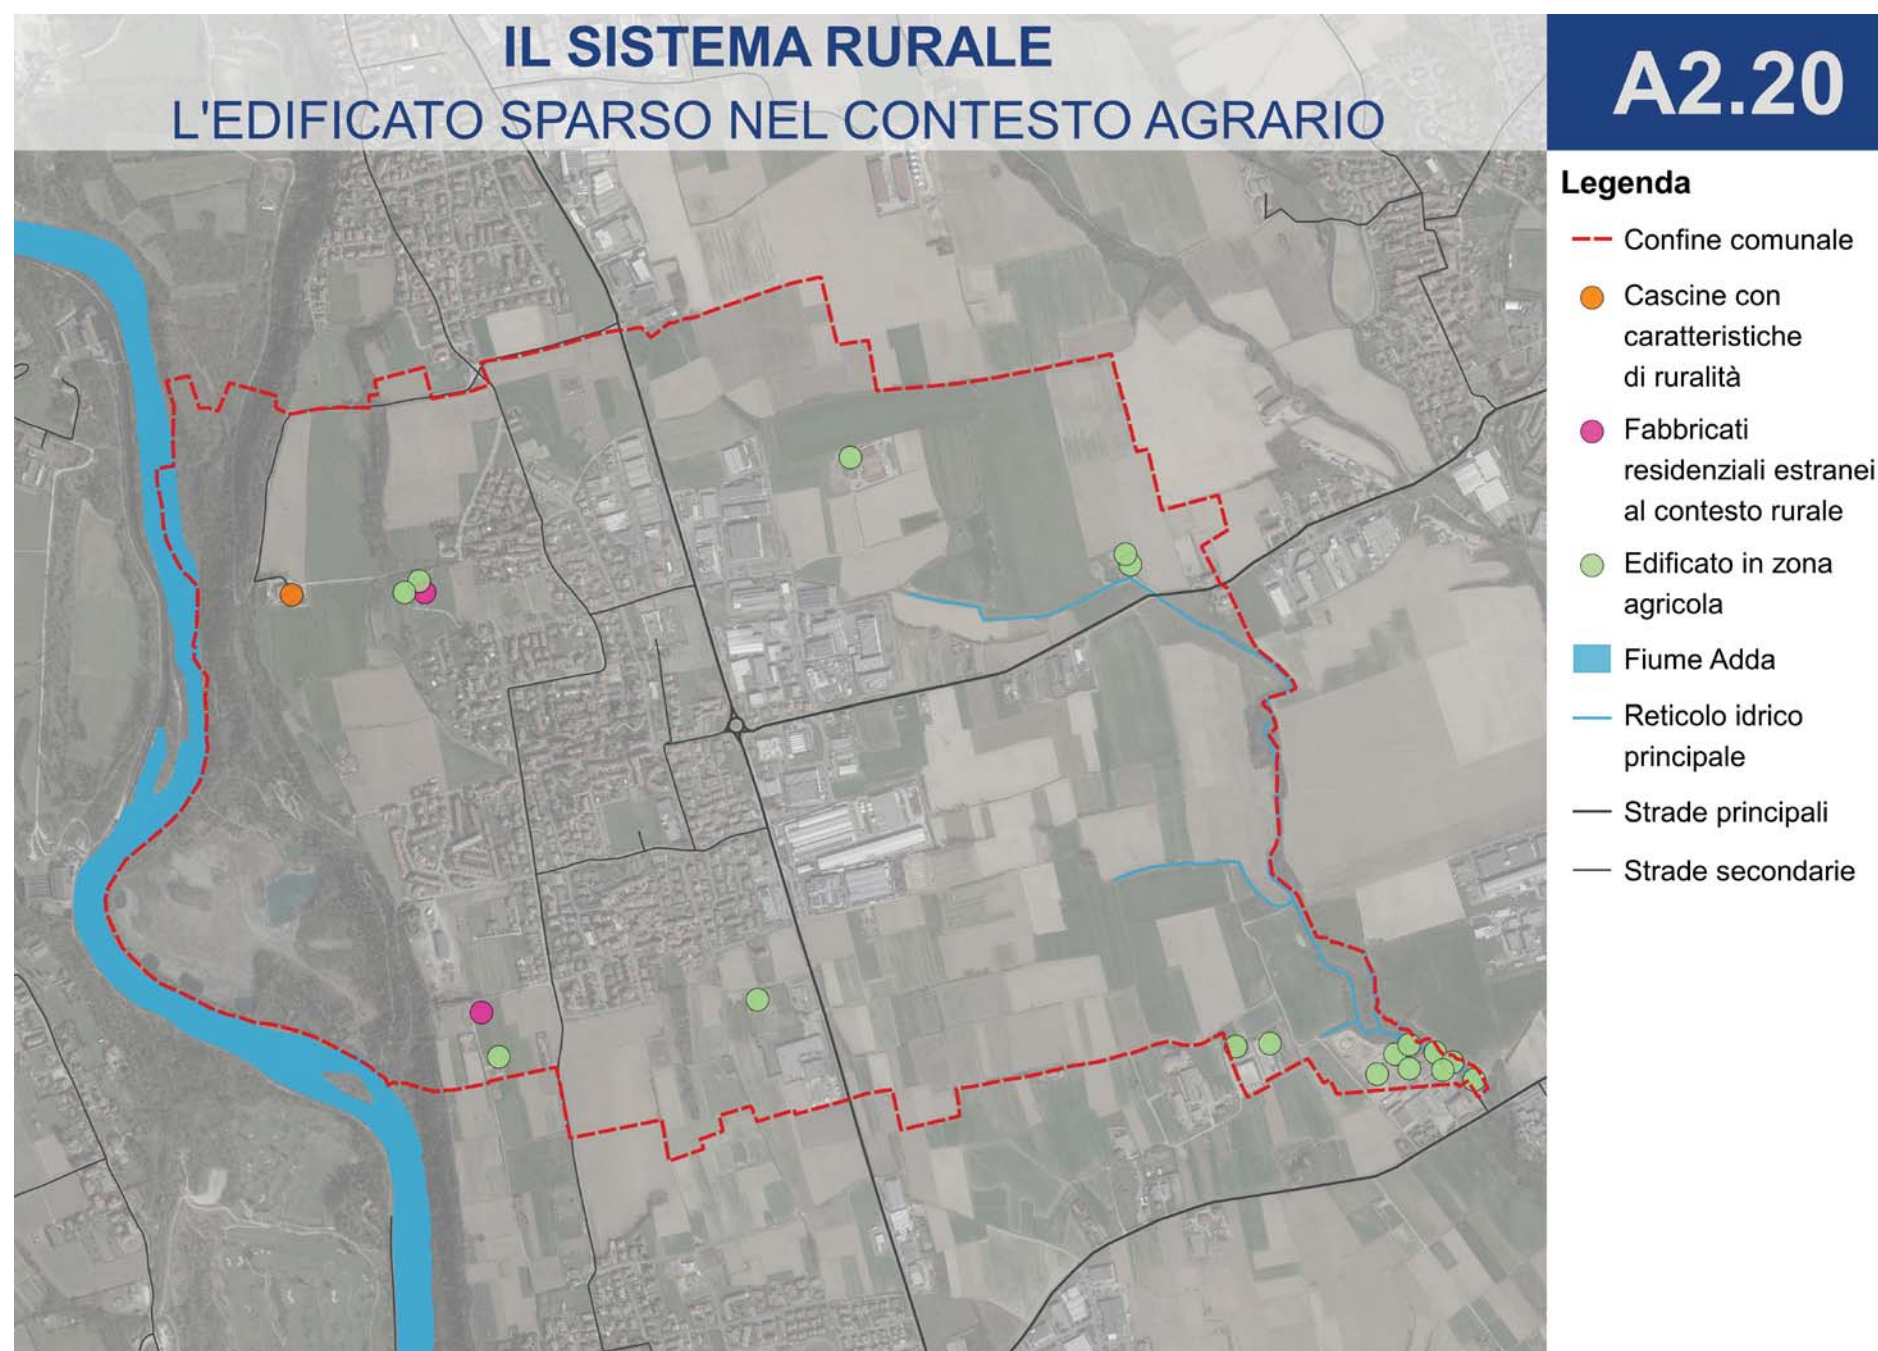 IL SISTEMA RURALE
L'EDIFICATO SPARSO NEL CONTESTO AGRARIO
A2.20
Legenda
Confine comunale
Cascine con
caratteristiche
di ruralità
Fabbricati
residenziali estranei
al contesto rurale
Edificato in zona
agricola
Fiume Adda
Reticolo idrico
principale
Strade principali
Strade secondarie